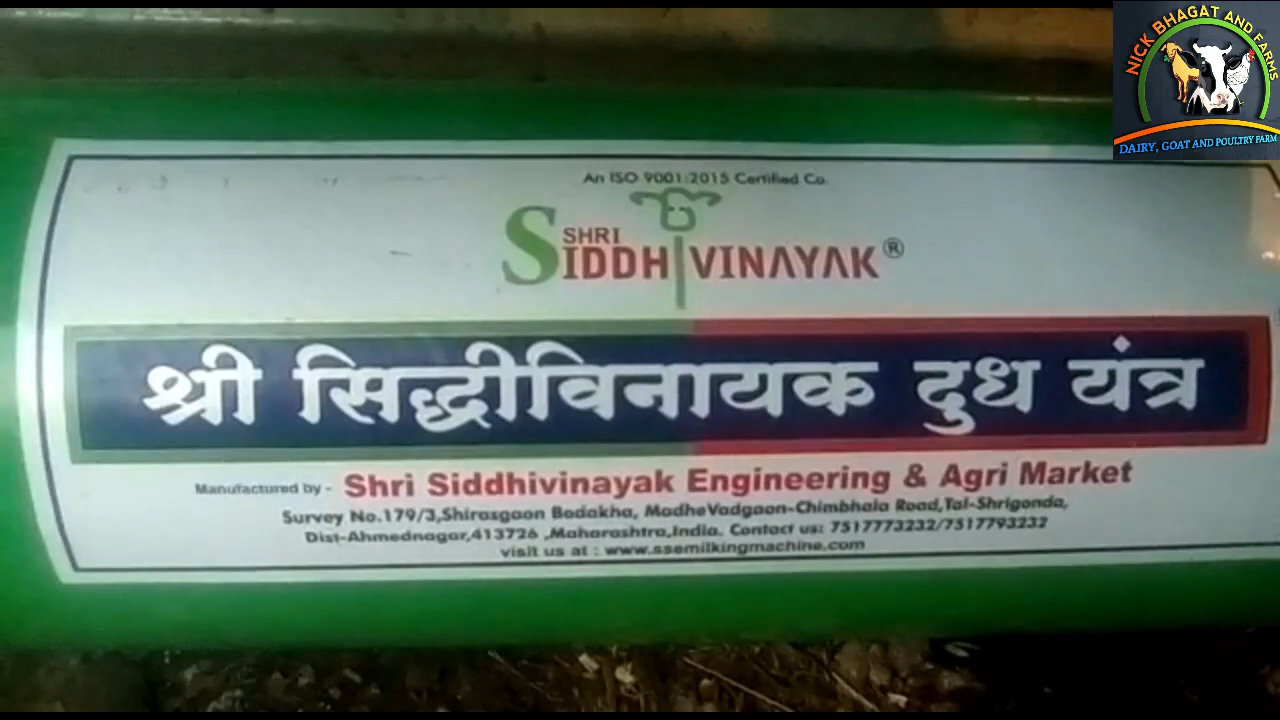 NICK BHAGAT AND FARMS
DAIRY, GOAT AND POULTRY FARM
An ISO 9001:2015 Certified Co.
SHRI
SIDDHIVINAYAK®
श्री सिद्धीविनायक दुध यंत्र
Manufactured by - Shri Siddhivinayak Engineering & Agri Market
Survey No.179/3,Shirasgaon Bodakha, MadheVadgaon-Chimbhala Road,Tal-Shrigonda,
Dist-Ahmednagar,413726 ,Maharashtra,India. Contact us: 7517773232/7517793232
visit us at : www.ssemilkingmachine.com